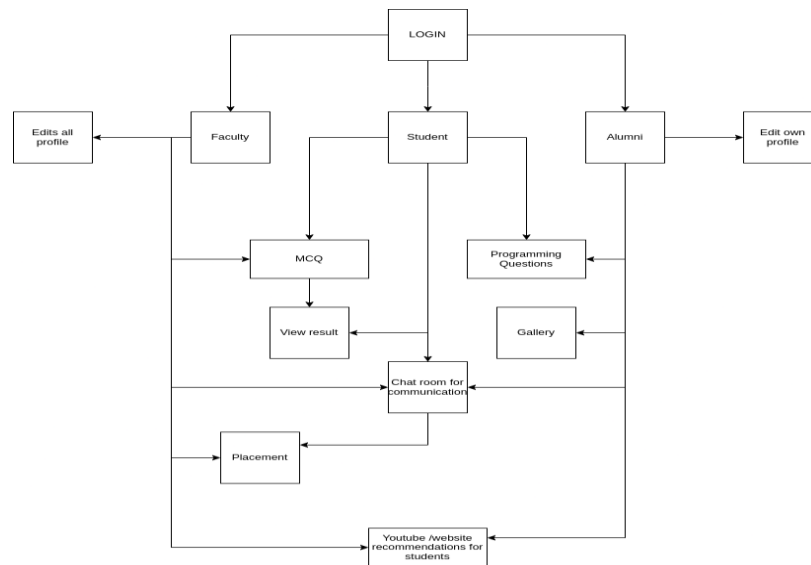 LOGIN
Edits all
profile
Faculty
Student
Alumni
Edit own
profile
MCQ
Programming
Questions
View result
Gallery
Chat room for
communication
Placement
Youtube /website
recommendations for
students